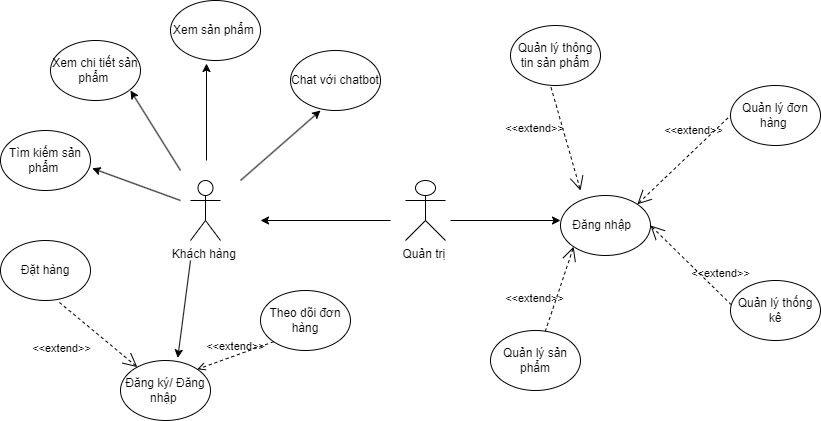 Xem sản phẩm
Xem chi tiết sản
phẩm
Chat với chatbot
Tìm kiếm sản
phẩm
Khách hàng
Đặt hàng
<<extend>>
Theo dõi đơn
hàng
<<extend>>
Đăng ký/ Đăng
nhập
Quản trị
Quản lý thông
tin sản phẩm
<<extend>>
Quản lý đơn
hàng
<<extend>>
Đăng nhập
<<extend>>
Quản lý thống
kê
<<extend>>
Quản lý sản
phẩm